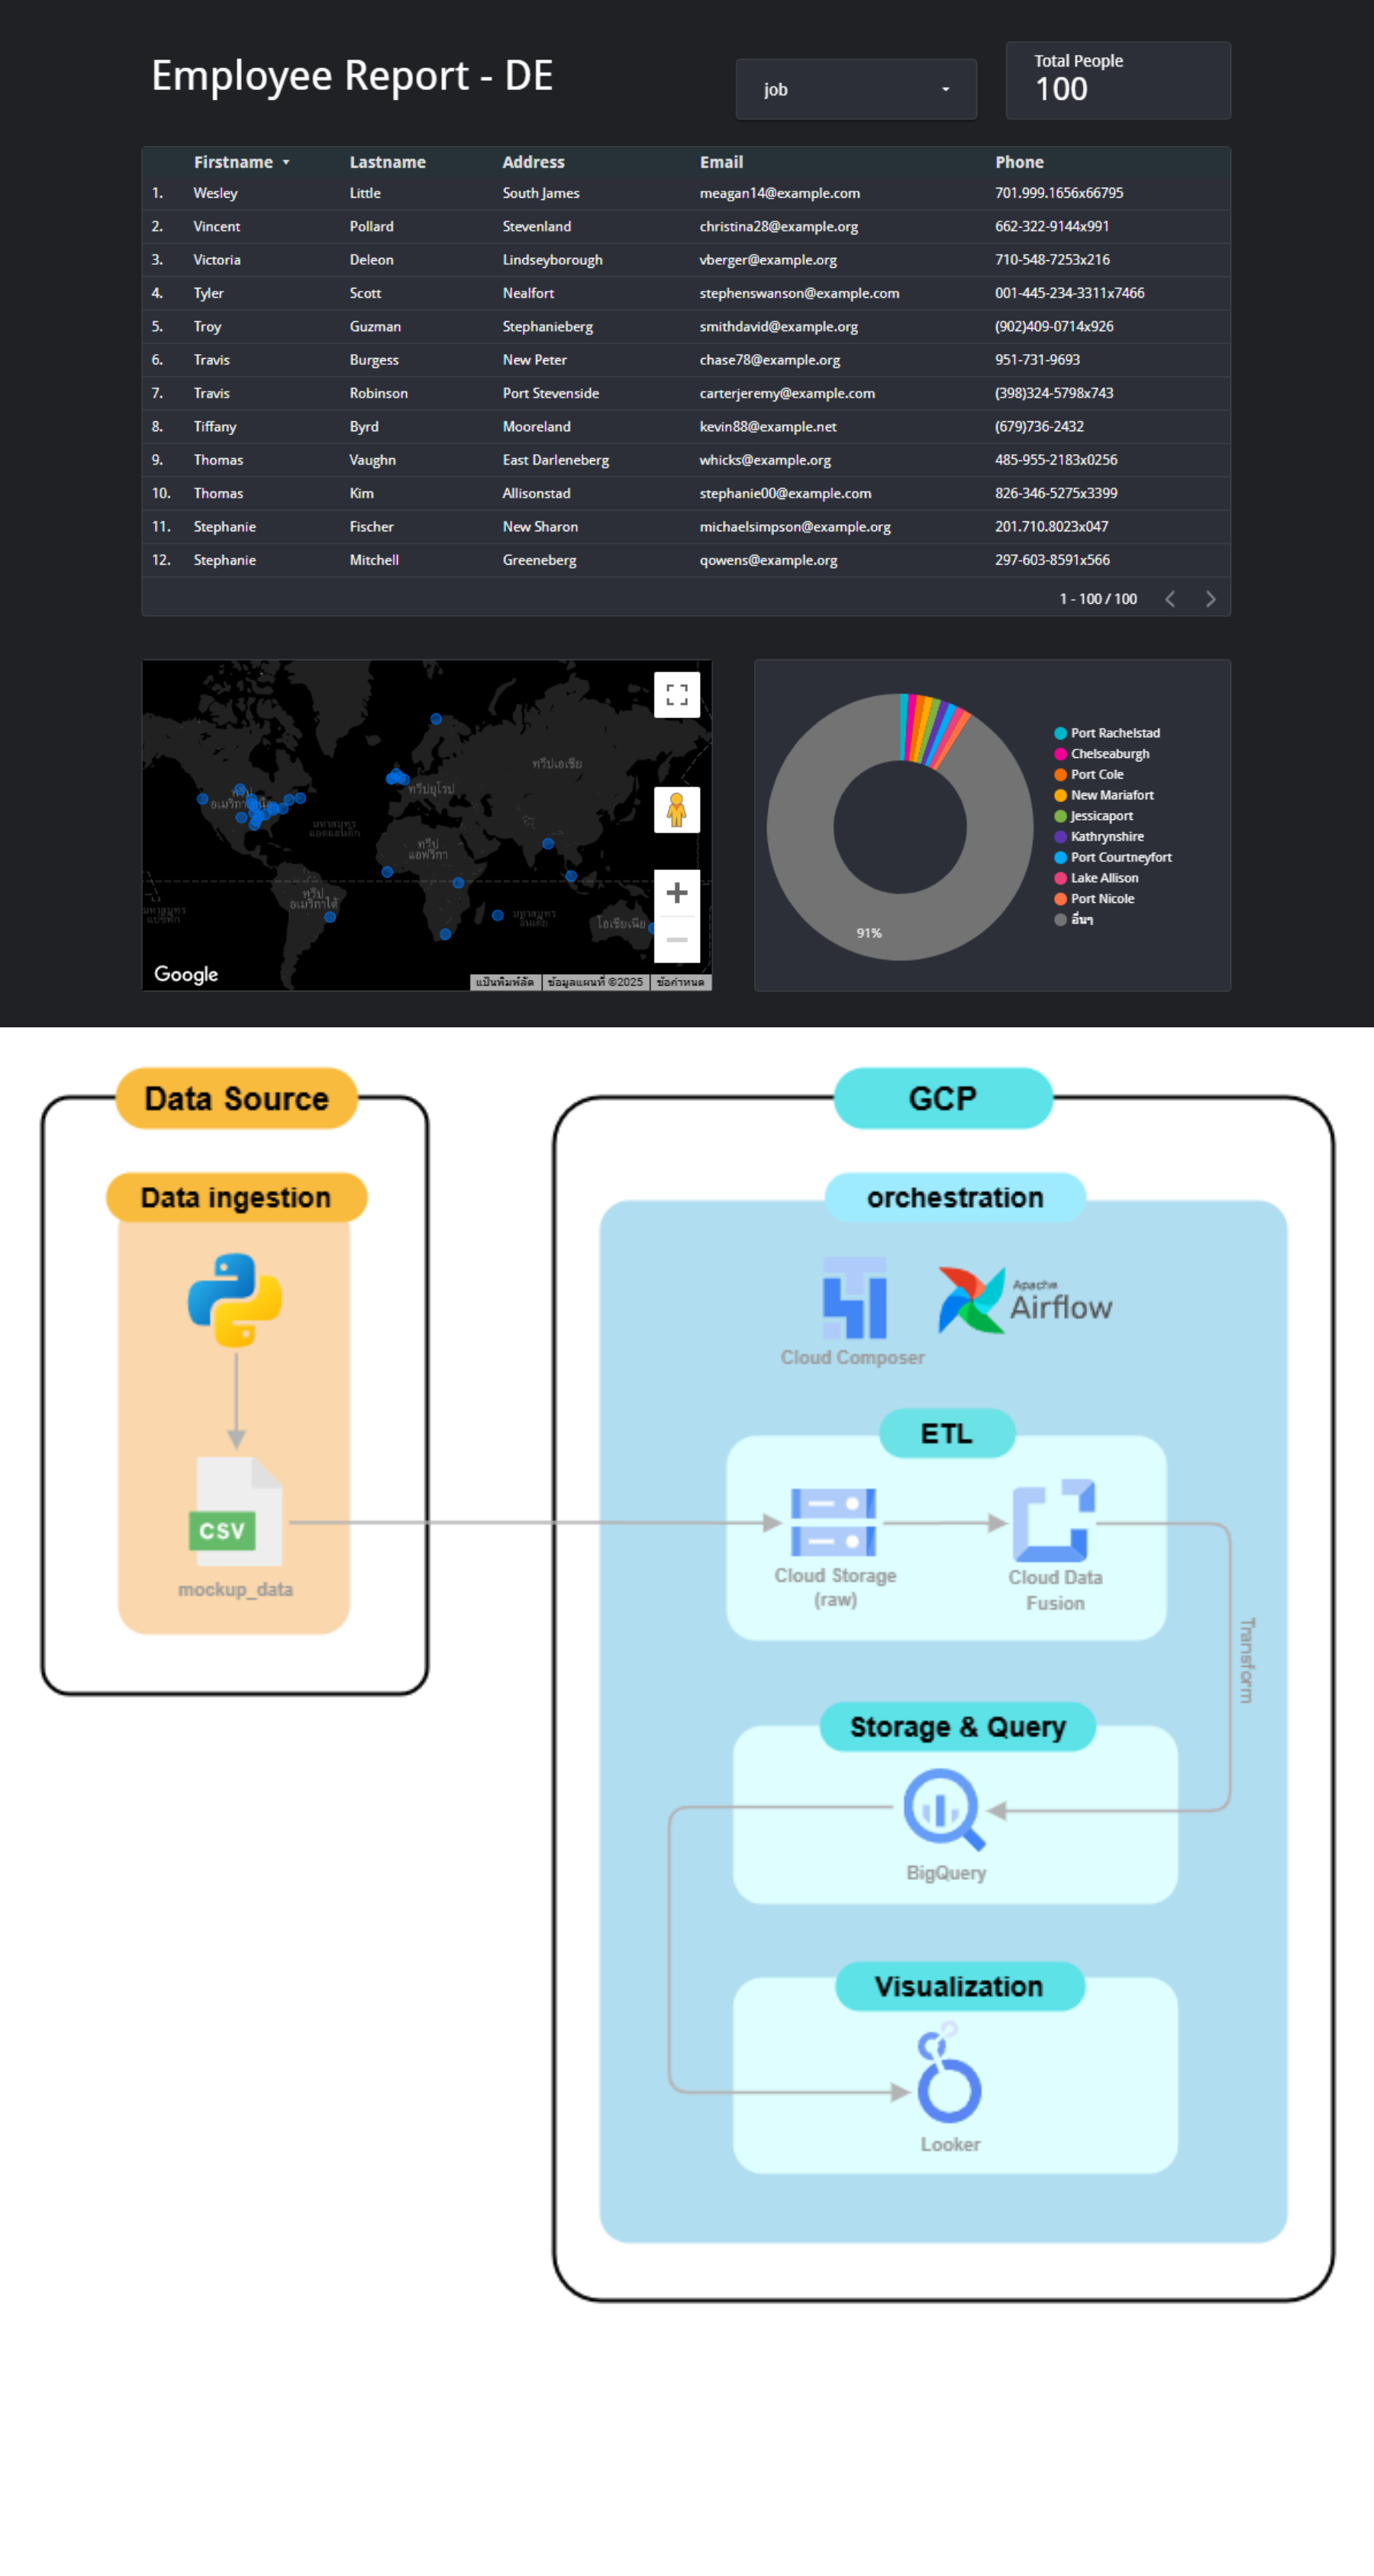 Employee Report - DE
job
Total People
100
Firstname Lastname Address Email Phone
1. Wesley Little South James meagan14@example.com 701.999.1656x66795
2. Vincent Pollard Stevenland christina28@example.org 662-322-9144x991
3. Victoria Deleon Lindseyborough vberger@example.org 710-548-7253x216
4. Tyler Scott Nealfort stephenswanson@example.com 001-445-234-3311x7466
5. Troy Guzman Stephanieberg smithdavid@example.org (902)409-0714x926
6. Travis Burgess New Peter chase78@example.org 951-731-9693
7. Travis Robinson Port Stevenside carterjeremy@example.com (398)324-5798x743
8. Tiffany Byrd Mooreland kevin88@example.net (679)736-2432
9. Thomas Vaughn East Darleneberg whicks@example.org 485-955-2183x0256
10. Thomas Kim Allisonstad stephanie00@example.com 826-346-5275x3399
11. Stephanie Fischer New Sharon michaelsimpson@example.org 201.710.8023x047
12. Stephanie Mitchell Greeneberg qowens@example.org 297-603-8591x566
1 - 100 / 100
ทวีปเอเชีย
ทวีปยุโรป
มหาสมุทร
แอตแลนติก
ทวีป
แอฟริกา
ทวีป
อเมริกาใต้
มหาสมุทร
แปซิฟิก
มหาสมุทร
อินเดีย
โอเชียเนีย
Google
แป้นพิมพ์ลัด
ข้อมูลแผนที่ ©2025
ข้อกำหนด
91%
Port Rachelstad
Chelseaburgh
Port Cole
New Mariafort
Jessicaport
Kathrynshire
Port Courtneyfort
Lake Allison
Port Nicole
อื่นๆ
Data Source
Data ingestion
CSV
mockup_data
GCP
orchestration
Cloud Composer
Apache
Airflow
ETL
Cloud Storage
(raw)
Cloud Data
Fusion
Transform
Storage & Query
BigQuery
Visualization
Looker